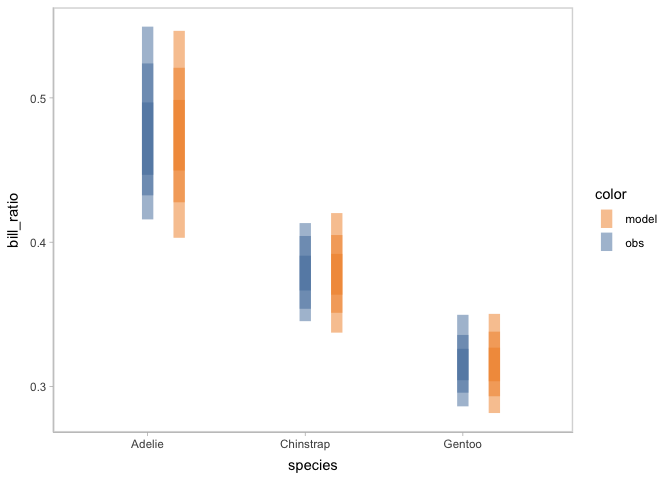 0.5
0.4
0.3
bill_ratio
Adelie Chinstrap Gentoo
species
color
model
obs